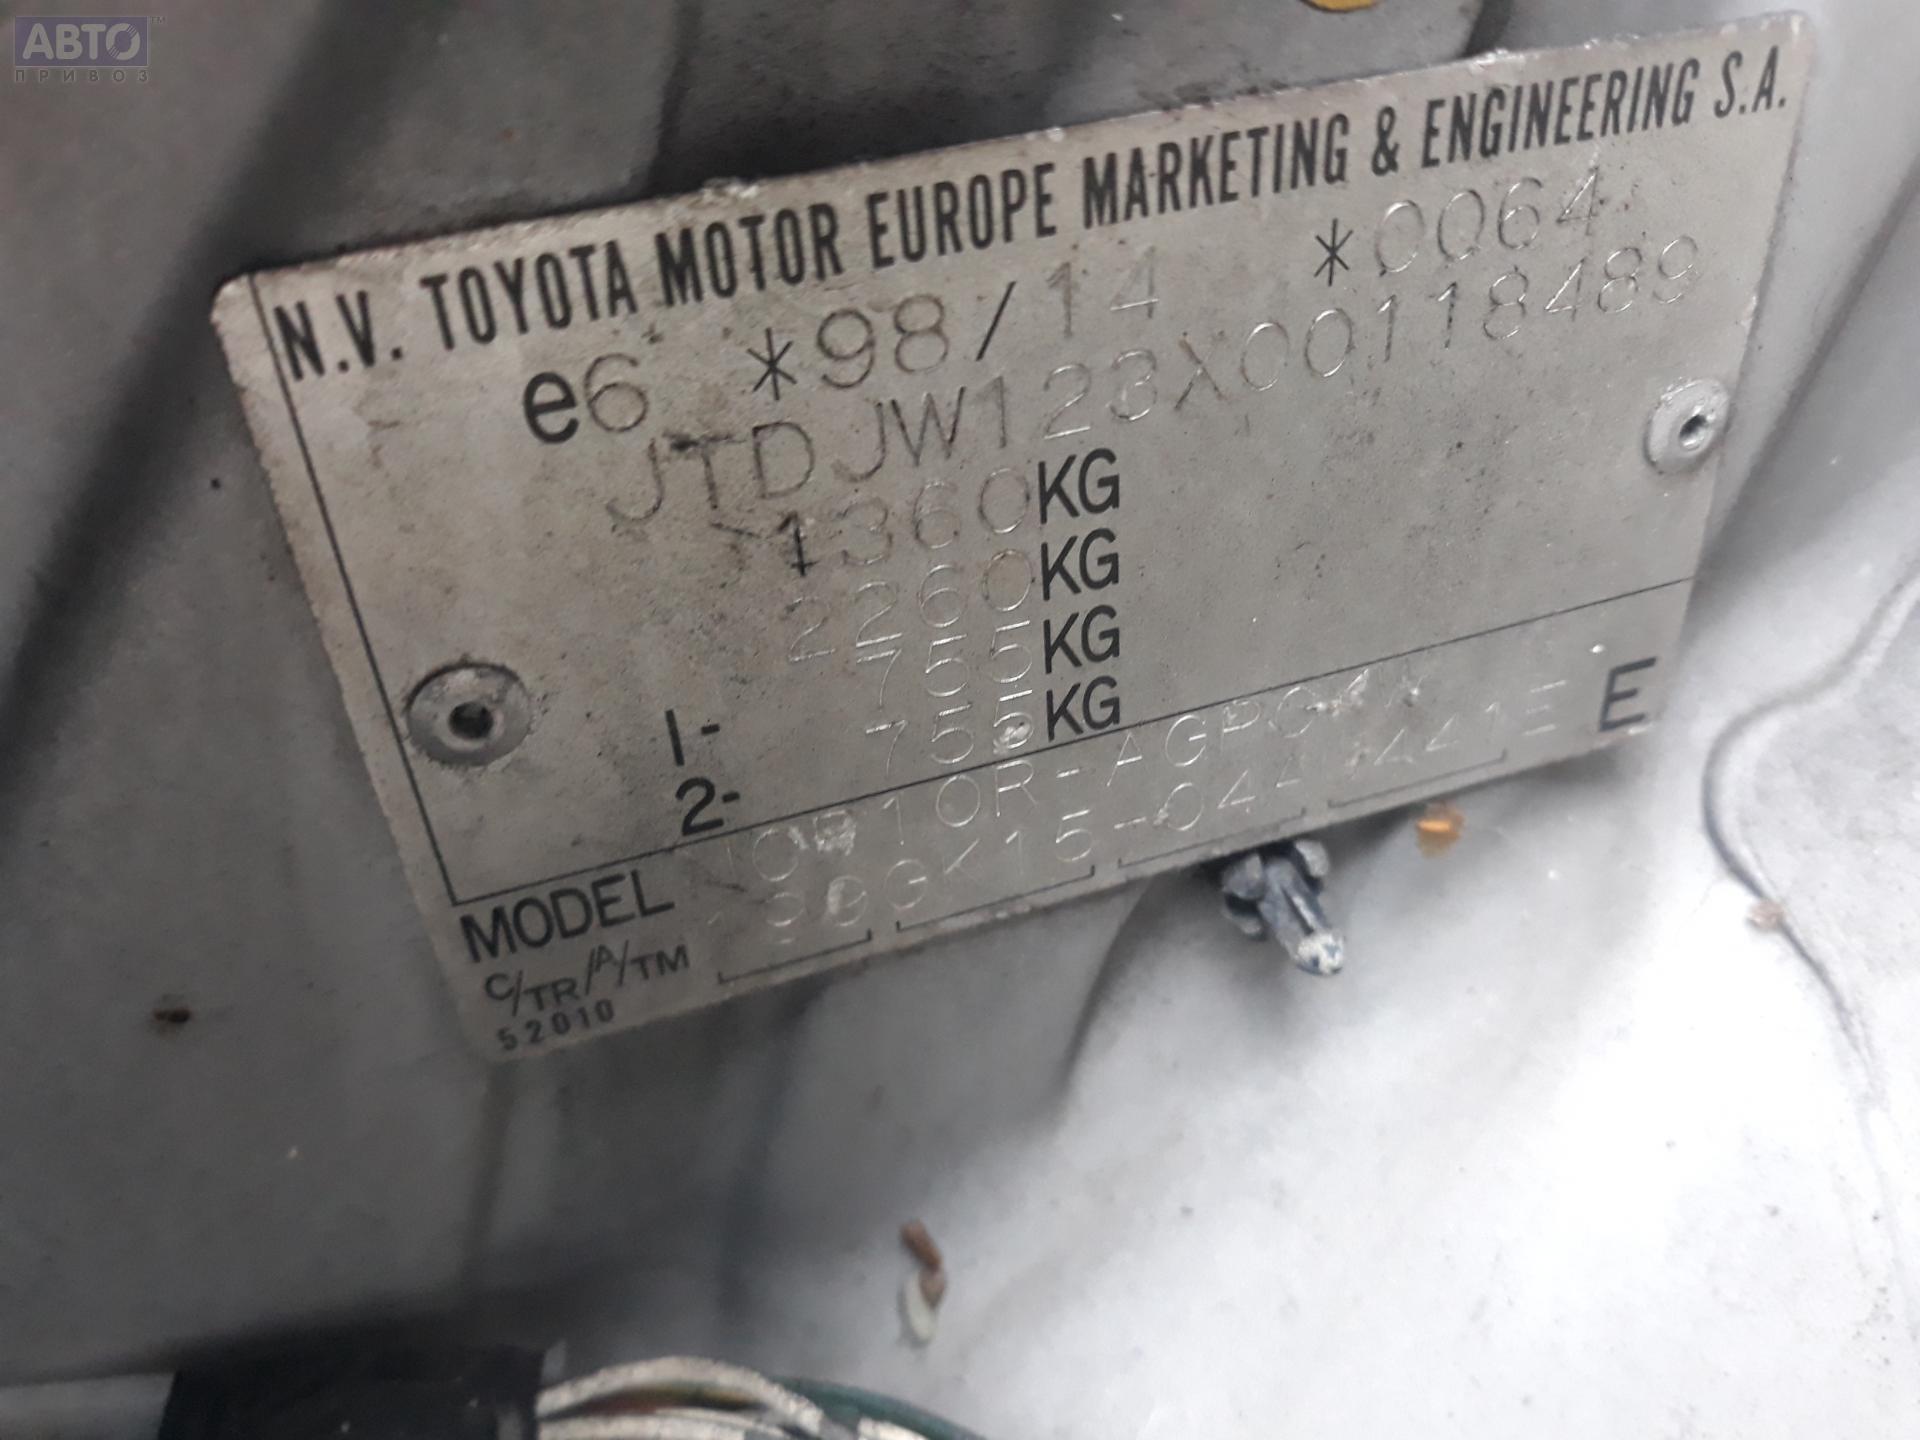 АВТО™
ПРИВОЗ
N.V. TOYOTA MOTOR EUROPE MARKETING & ENGINEERING S.A.
e6 *98/14 *0064
JTDJW123X00118489
1360KG
2260KG
1- 755KG
2- 755KG
MODEL
C/TR/A/TM
E
52010